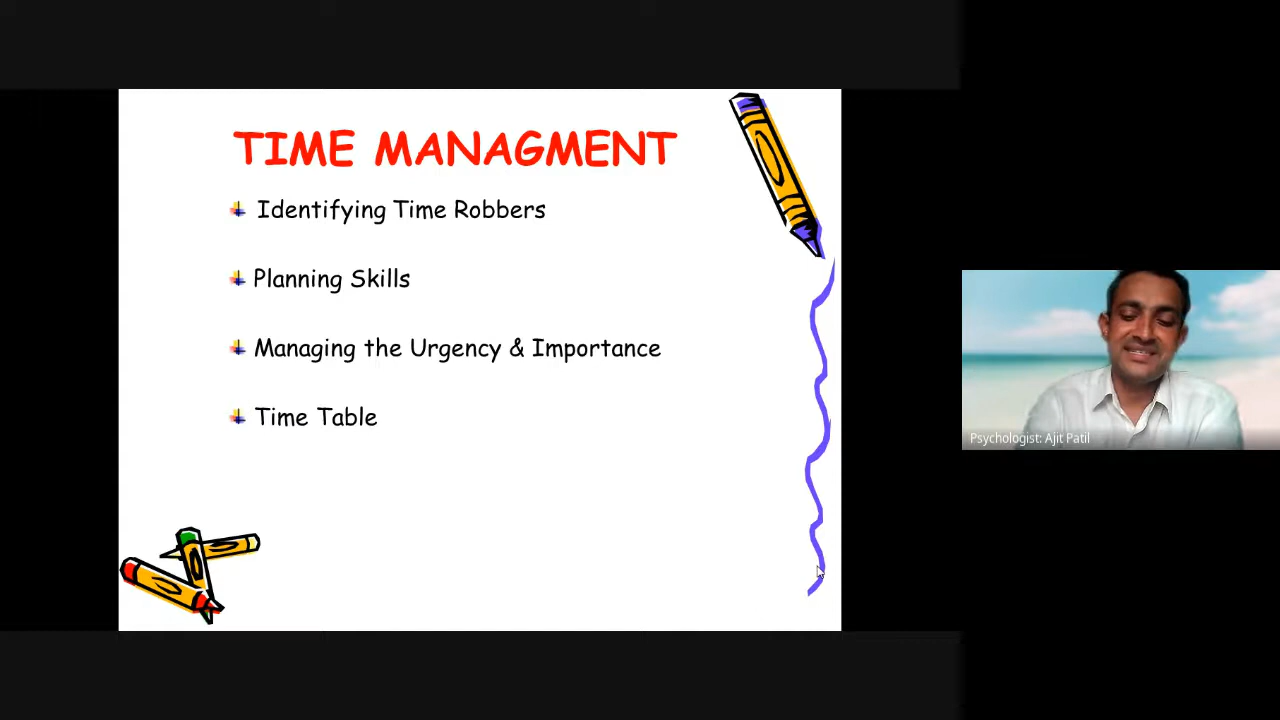 TIME MANAGMENT
Identifying Time Robbers
Planning Skills
Managing the Urgency & Importance
Time Table
Psychologist: Ajit Patil